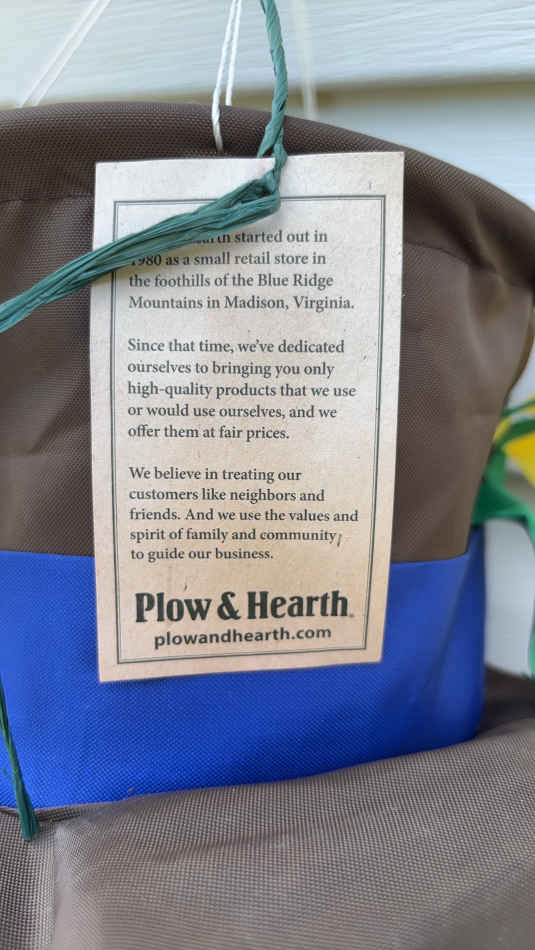 started out in
1980 as a small retail store in
the foothills of the Blue Ridge
Mountains in Madison, Virginia.
Since that time, we've dedicated
ourselves to bringing you only
high-quality products that we use
or would use ourselves, and we
offer them at fair prices.
We believe in treating our
customers like neighbors and
friends. And we use the values and
spirit of family and community
to guide our business.
Plow & Hearth
plowandhearth.com